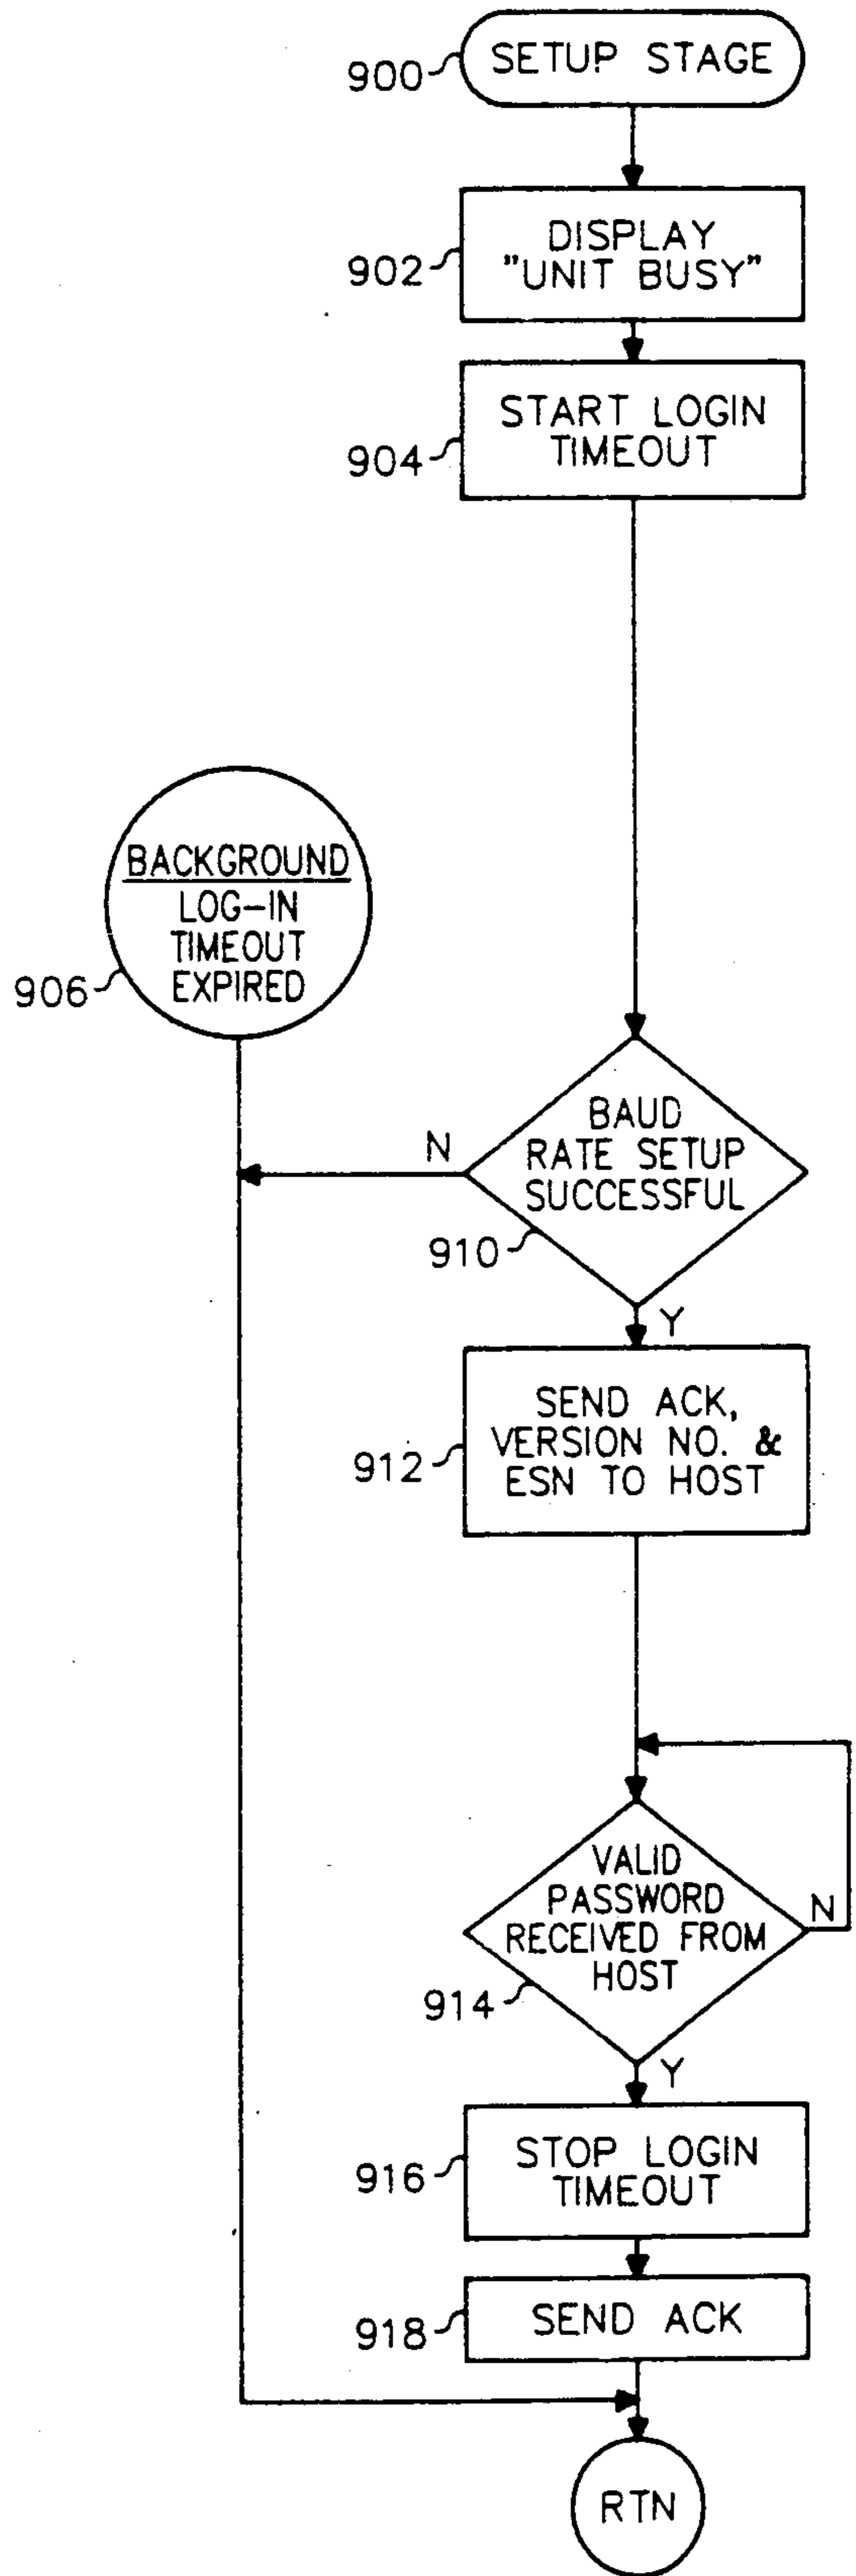 900
SETUP STAGE
902
DISPLAY
"UNIT BUSY"
904
START LOGIN
TIMEOUT
BACKGROUND
LOG-IN
TIMEOUT
EXPIRED
906
BAUD
RATE SETUP
SUCCESSFUL
N
910
Y
912
SEND ACK,
VERSION NO. &
ESN TO HOST
VALID
PASSWORD
RECEIVED FROM
HOST
N
914
Y
916
STOP LOGIN
TIMEOUT
918
SEND ACK
RTN